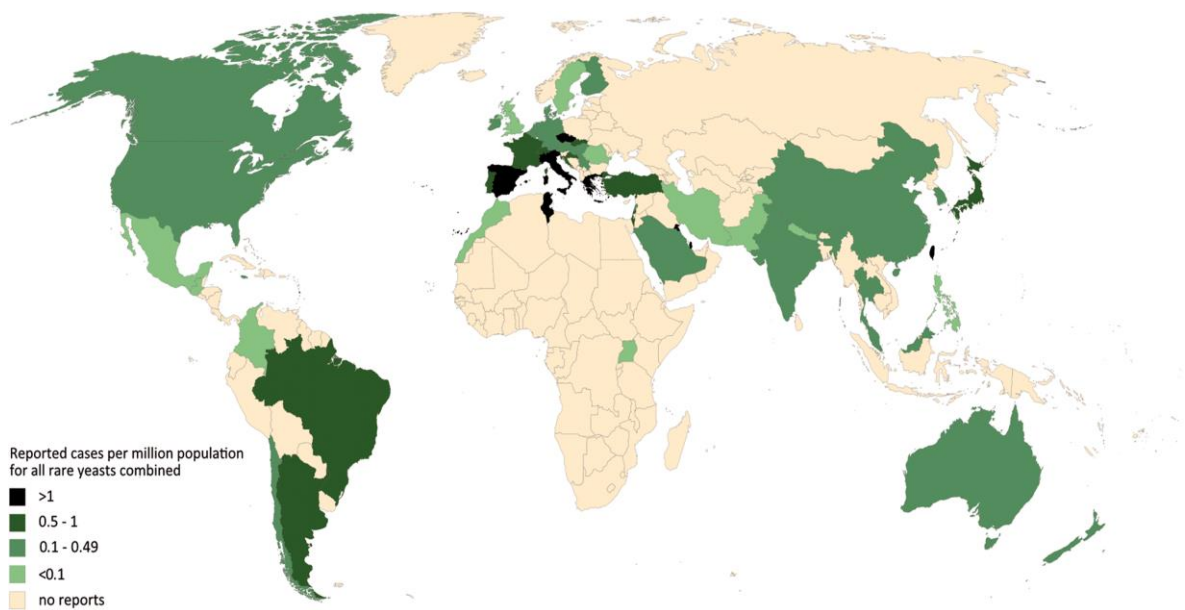 Reported cases per million population
for all rare yeasts combined
>1
0.5 - 1
0.1 - 0.49
<0.1
no reports